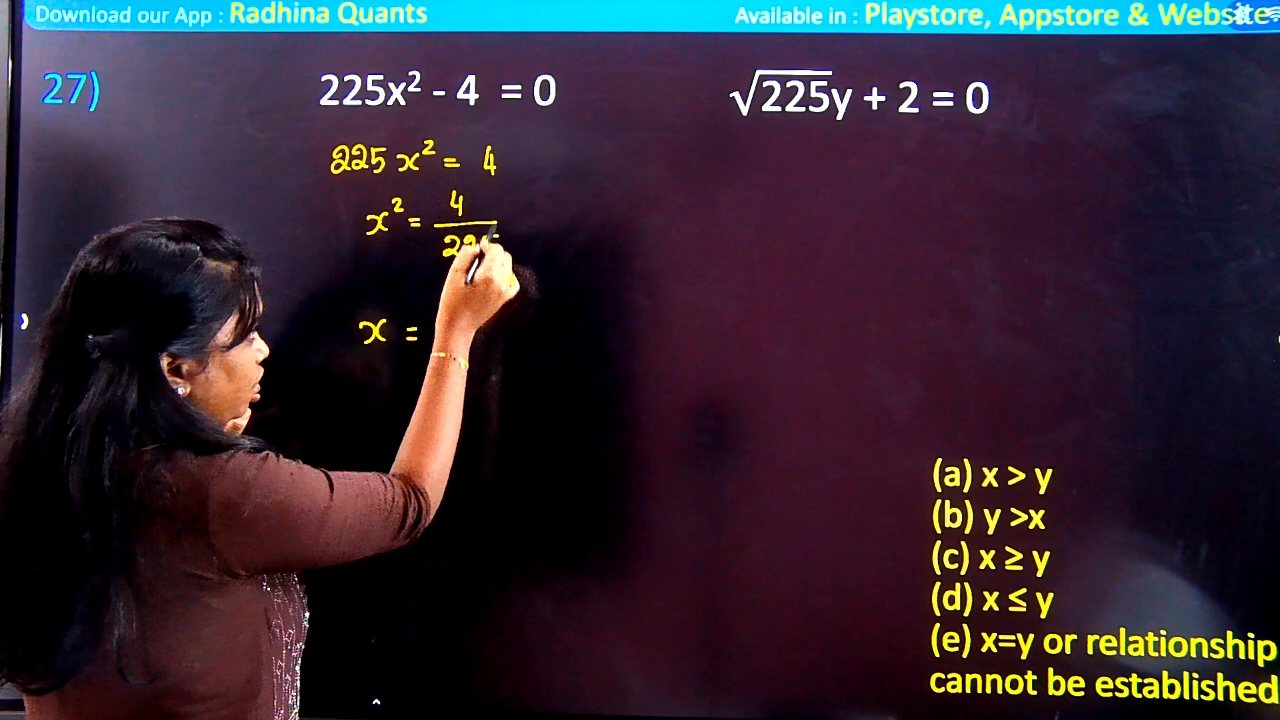 Download our App : Radhina Quants
Available in : Playstore, Appstore & Website
27)
225x² - 4 = 0
√225y + 2 = 0
225 x² = 4
x² = 4
x =
(a) x > y
(b) y >x
(c) x ≥ y
(d) x ≤ y
(e) x=y or relationship
cannot be established